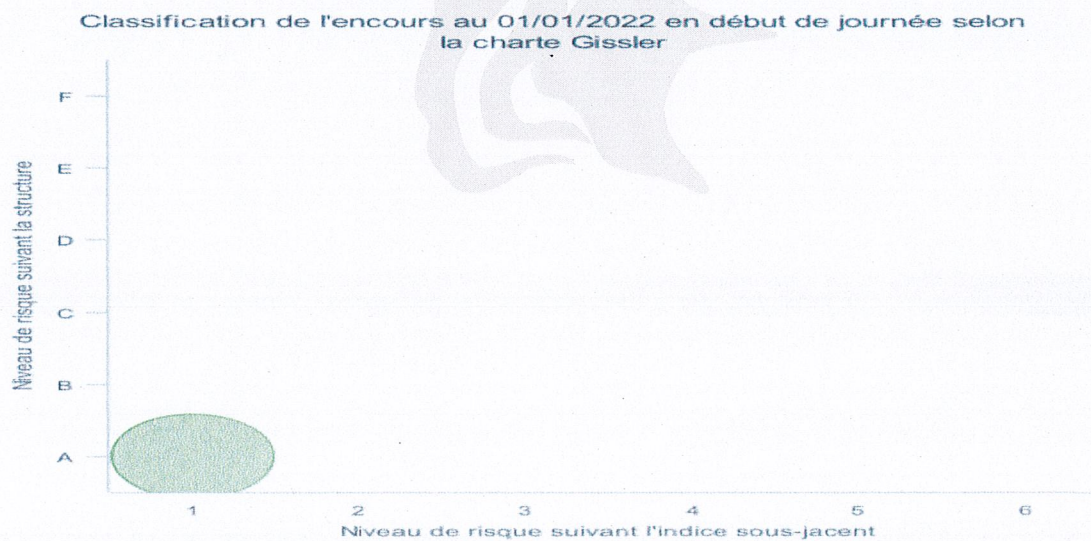 Classification de l'encours au 01/01/2022 en début de journée selon
la charte Gissler
Niveau de risque suivant la structure
F
E
D
C
B
A
1 2 3 4 5 6
Niveau de risque suivant l'indice sous-jacent